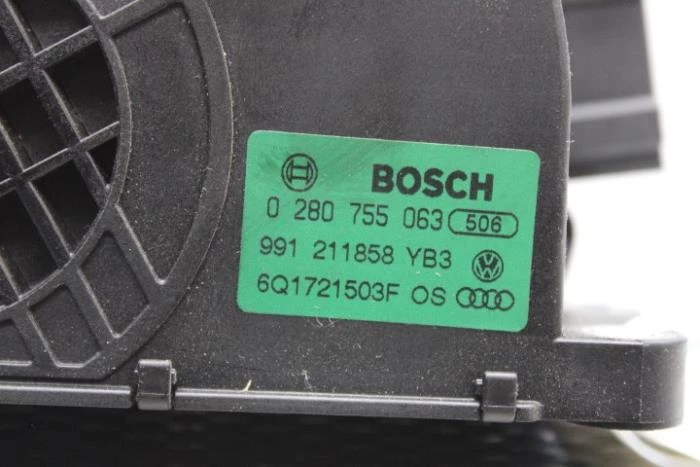 BOSCH
0 280 755 063 506
991 211858 YB3
6Q1721503F OS